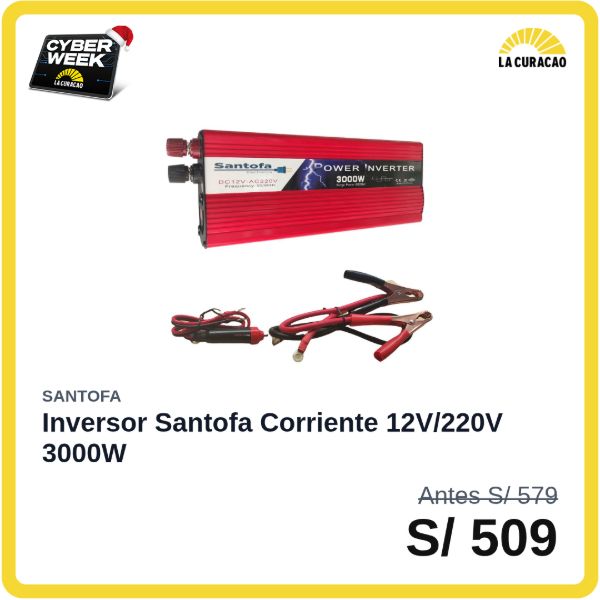 CYBER
WEEK
LA CURACAO
LA CURACAO
Santofa
POWER INVERTER
3000W
DC12V-AC220V
SANTOFA
Inversor Santofa Corriente 12V/220V
3000W
Antes S/ 579
S/ 509